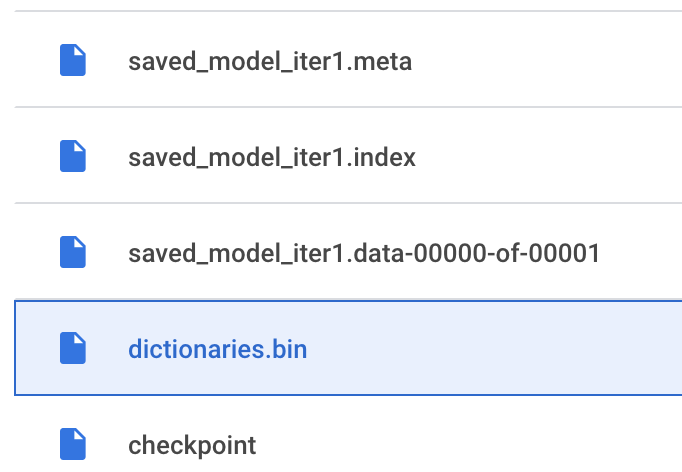 saved_model_iter1.meta
saved_model_iter1.index
saved_model_iter1.data-00000-of-00001
dictionaries.bin
checkpoint